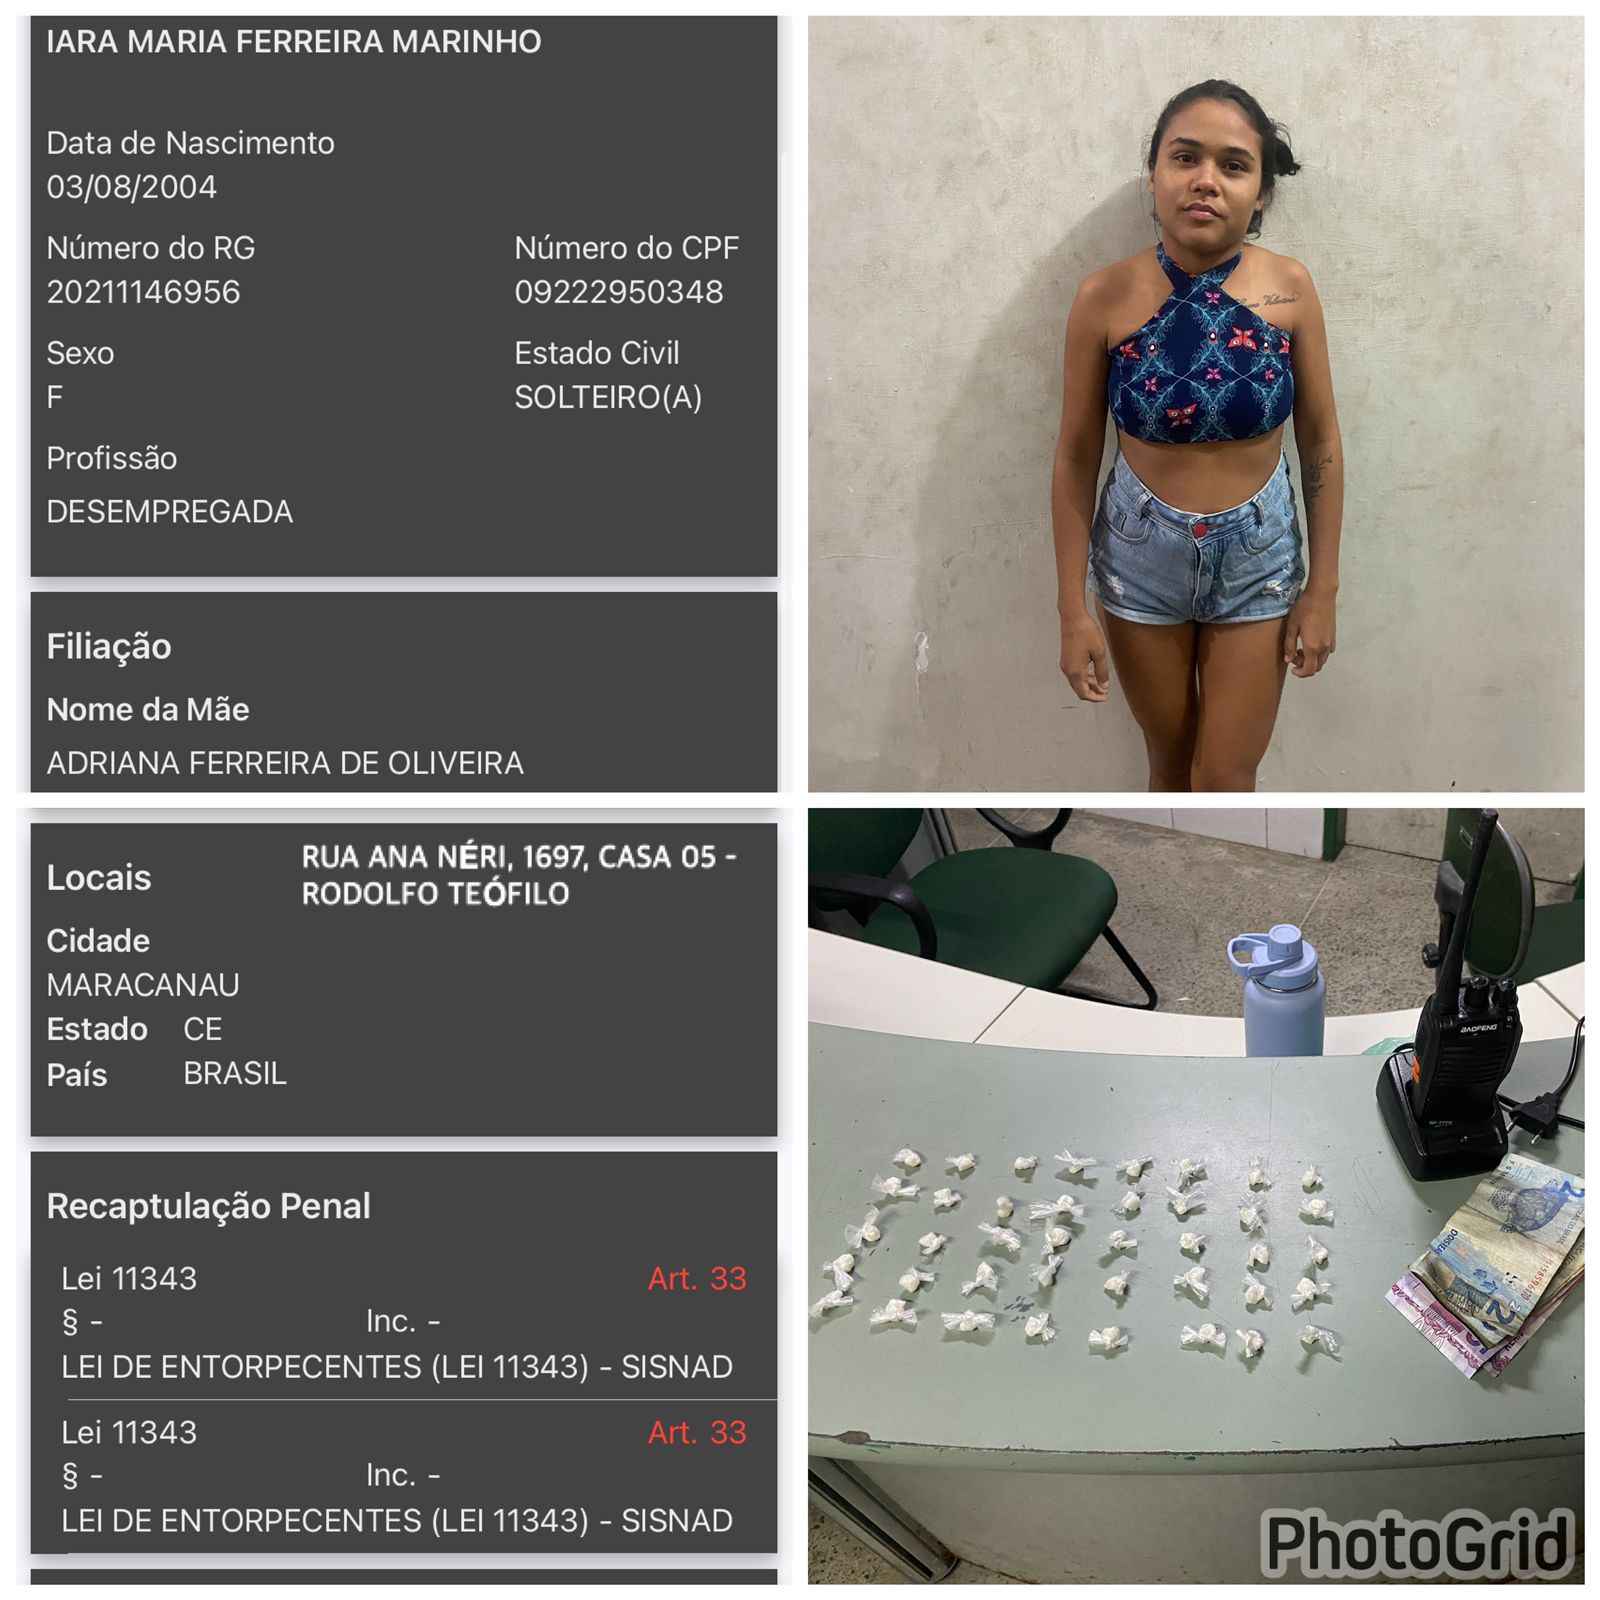 IARA MARIA FERREIRA MARINHO
Data de Nascimento
03/08/2004
Número do RG
20211146956
Número do CPF
09222950348
Sexo
F
Estado Civil
SOLTEIRO(A)
Profissão
DESEMPREGADA
Filiação
Nome da Mãe
ADRIANA FERREIRA DE OLIVEIRA
Locais
RUA ANA NÉRI, 1697, CASA 05 -
RODOLFO TEÓFILO
Cidade
MARACANAU
Estado CE
País BRASIL
Recaptulação Penal
Lei 11343 Art. 33
§ - Inc. -
LEI DE ENTORPECENTES (LEI 11343) - SISNAD
Lei 11343 Art. 33
§ - Inc. -
LEI DE ENTORPECENTES (LEI 11343) - SISNAD
BAOFENG
2
PhotoGrid